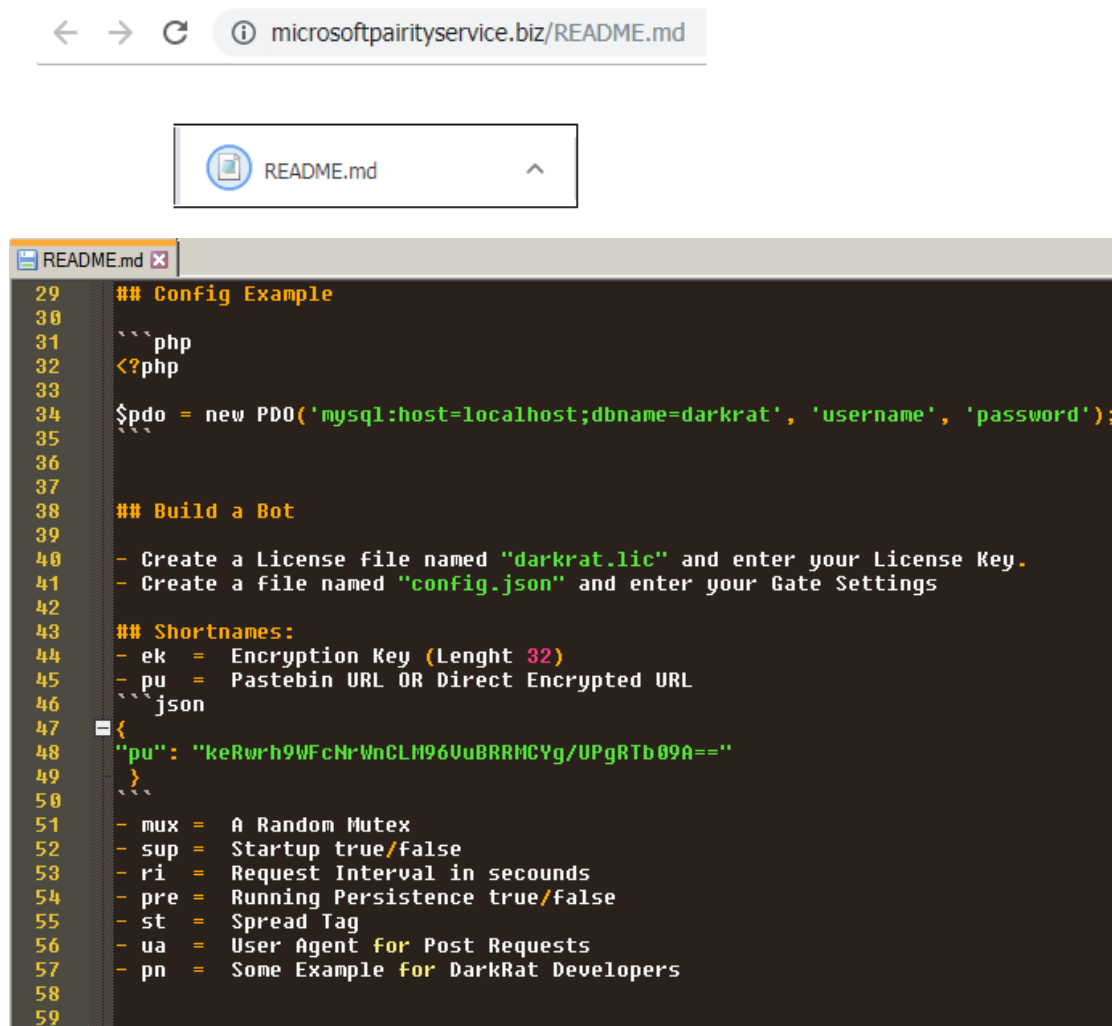 microsoftpairityservice.biz/README.md
README.md
README.md
29 ## Config Example
30
31 ```php
32 <?php
33
34 $pdo = new PDO('mysql:host=localhost;dbname=darkrat', 'username', 'password');
35 ```
36
37
38 ## Build a Bot
39
40 - Create a License file named "darkrat.lic" and enter your License Key.
41 - Create a file named "config.json" and enter your Gate Settings
42
43 ## Shortnames:
44 - ek = Encryption Key (Lenght 32)
45 - pu = Pastebin URL OR Direct Encrypted URL
46 ```json
47 {
48 "pu": "keRwrh9WFcNrWnCLM96VuBRRMCYg/UPgRTb09A=="
49 }
50 ```
51 - mux = A Random Mutex
52 - sup = Startup true/false
53 - ri = Request Interval in secounds
54 - pre = Running Persistence true/false
55 - st = Spread Tag
56 - ua = User Agent for Post Requests
57 - pn = Some Example for DarkRat Developers
58
59